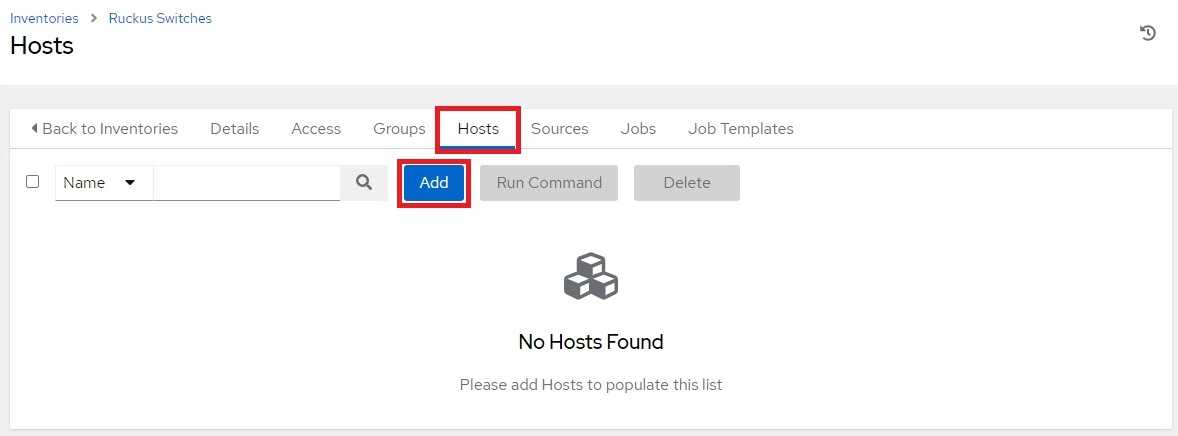 Inventories > Ruckus Switches
Hosts
Back to Inventories Details Access Groups Hosts Sources Jobs Job Templates
Name Add Run Command Delete
No Hosts Found
Please add Hosts to populate this list